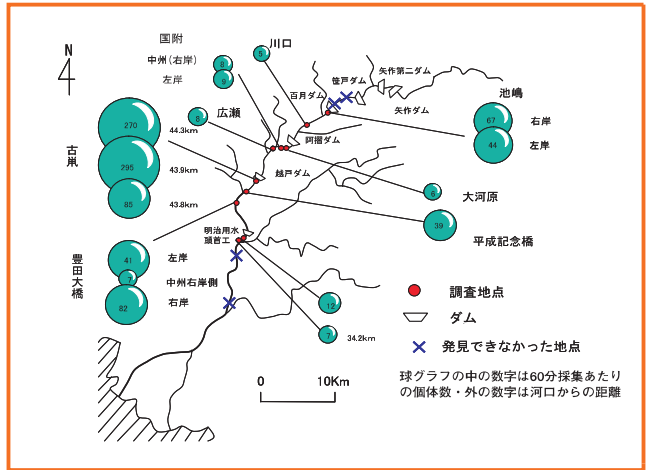 国附
川口
5
N
中州（右岸）
8
左岸
9
笹戸ダム
矢作第二ダム
百月ダム
矢作ダム
池嶋
広瀬
8
67
右岸
44
左岸
270
44.3km
阿摺ダム
古鼡
295
43.9km
越戸ダム
6
大河原
85
43.8km
39
平成記念橋
明治用水
頭首工
豊田大橋
41
左岸
7
中州右岸側
82
右岸
12
7
34.2km
調査地点
ダム
発見できなかった地点
0
10Km
球グラフの中の数字は60分採集あたり
の個体数・外の数字は河口からの距離